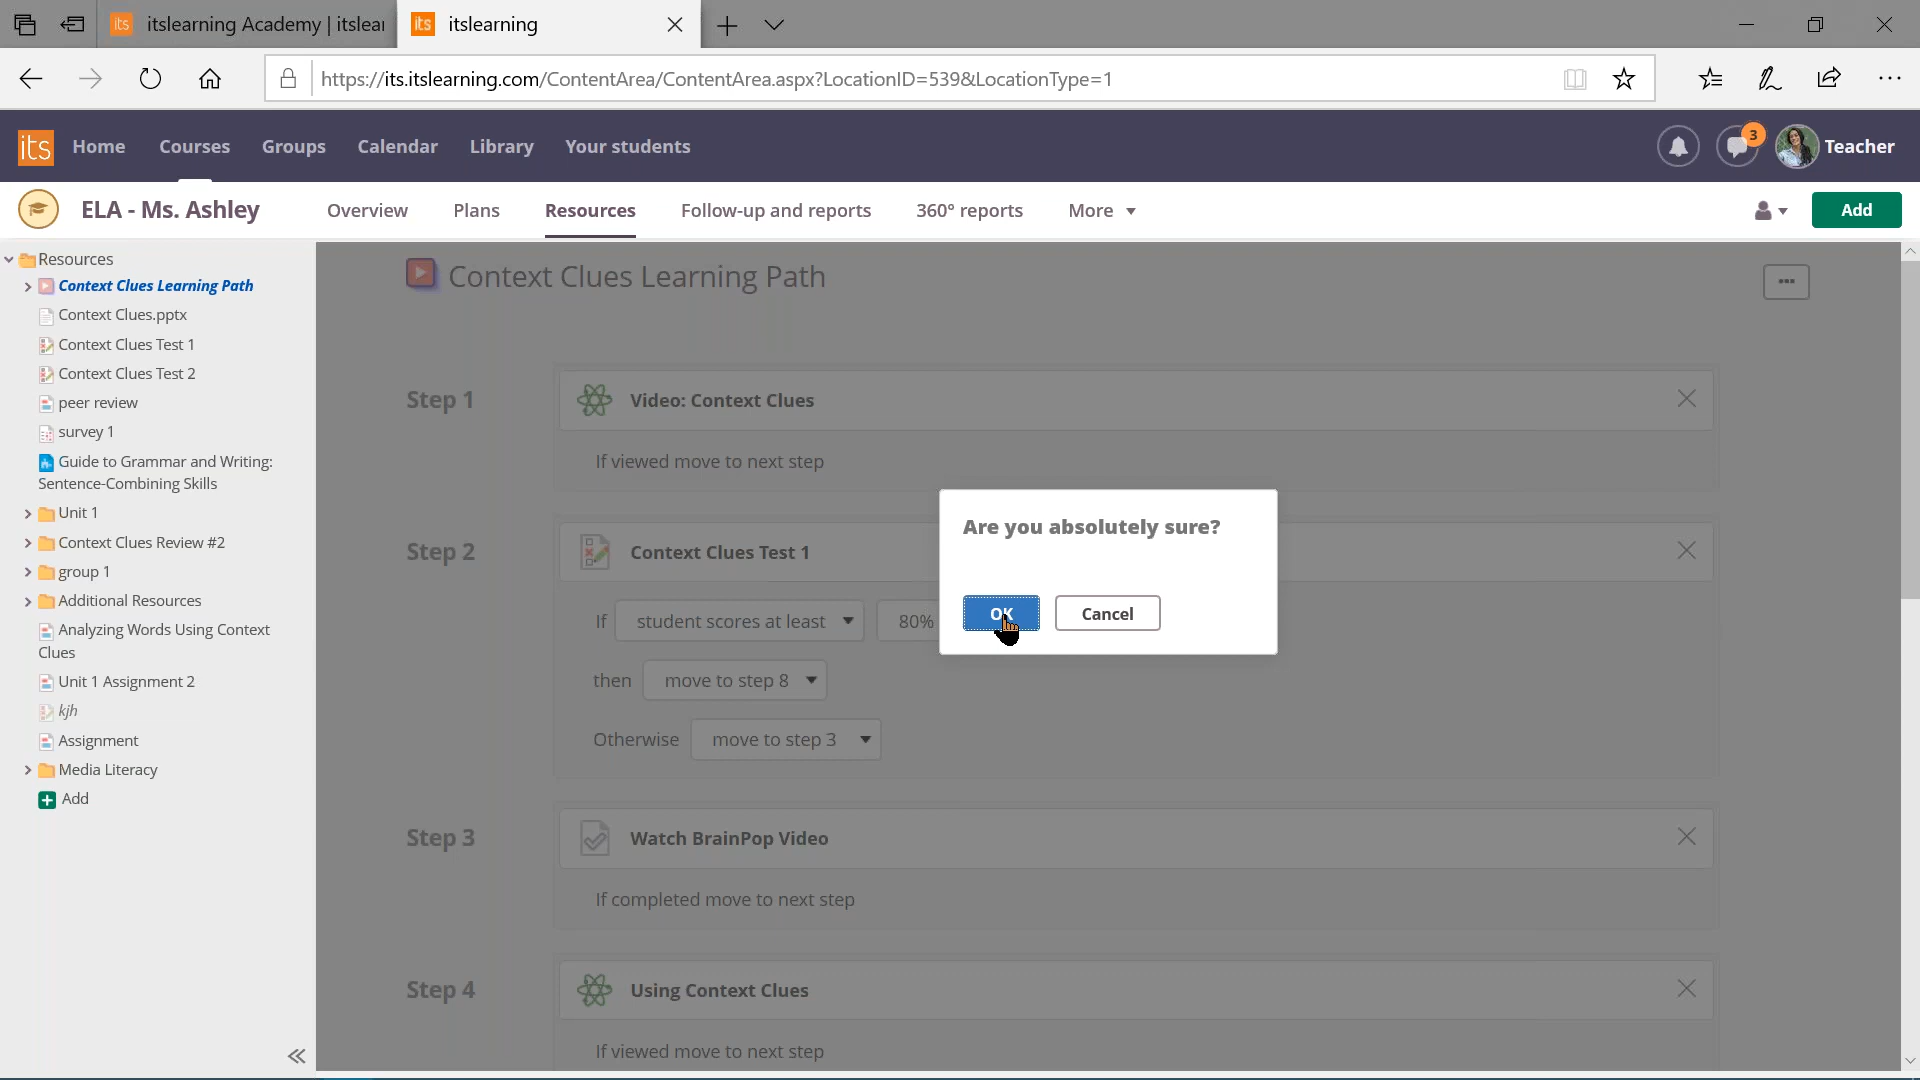 its itslearning Academy | itslear
its itslearning
https://its.itslearning.com/ContentArea/ContentArea.aspx?LocationID=539&LocationType=1
its Home Courses Groups Calendar Library Your students 3 Teacher
ELA - Ms. Ashley Overview Plans Resources Follow-up and reports 360° reports More Add
Resources
Context Clues Learning Path
Context Clues.pptx
Context Clues Test 1
Context Clues Test 2
peer review
survey 1
Guide to Grammar and Writing:
Sentence-Combining Skills
Unit 1
Context Clues Review #2
group 1
Additional Resources
Analyzing Words Using Context
Clues
Unit 1 Assignment 2
kjh
Assignment
Media Literacy
Add
Context Clues Learning Path
Step 1 Video: Context Clues
If viewed move to next step
Step 2 Context Clues Test 1
If student scores at least 80%
then move to step 8
Otherwise move to step 3
Step 3 Watch BrainPop Video
If completed move to next step
Step 4 Using Context Clues
If viewed move to next step
Are you absolutely sure?
OK Cancel